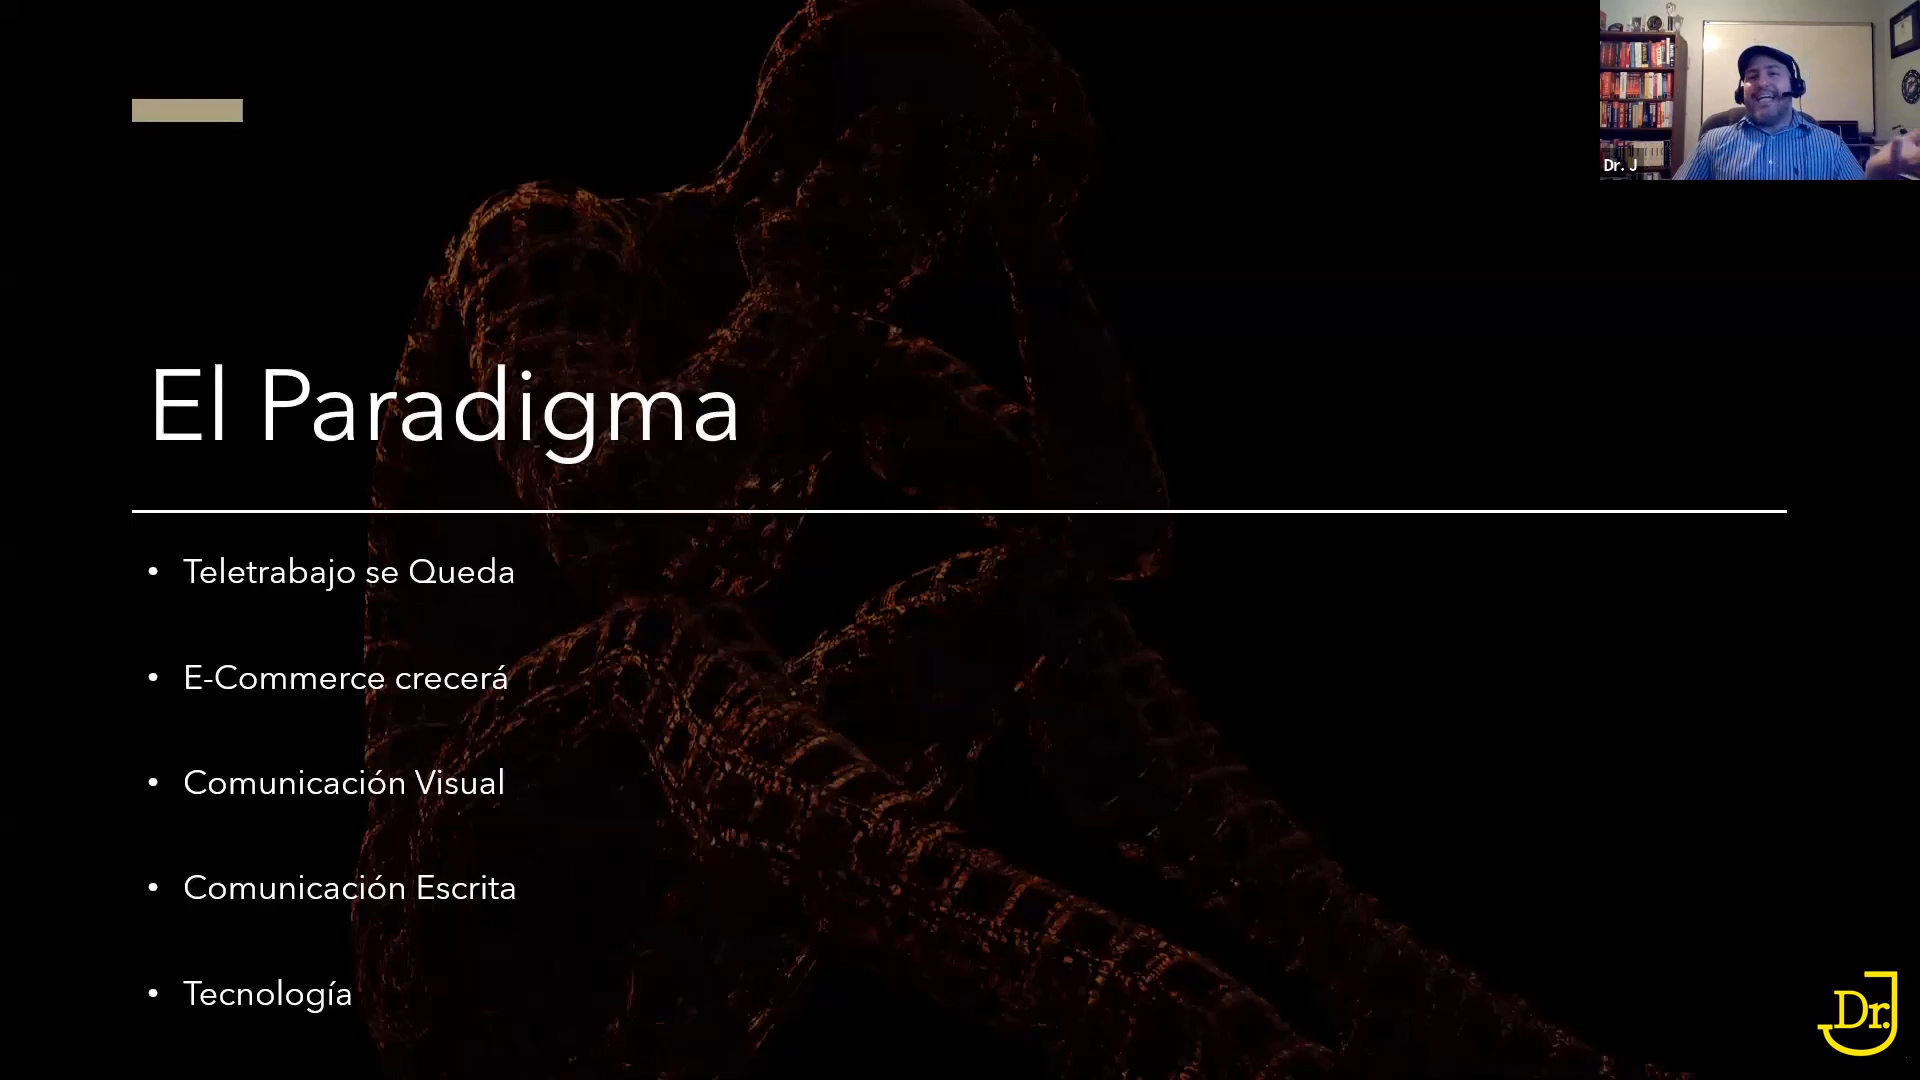 Dr. J
El Paradigma
• Teletrabajo se Queda
• E-Commerce crecerá
• Comunicación Visual
• Comunicación Escrita
• Tecnología
Dr.J